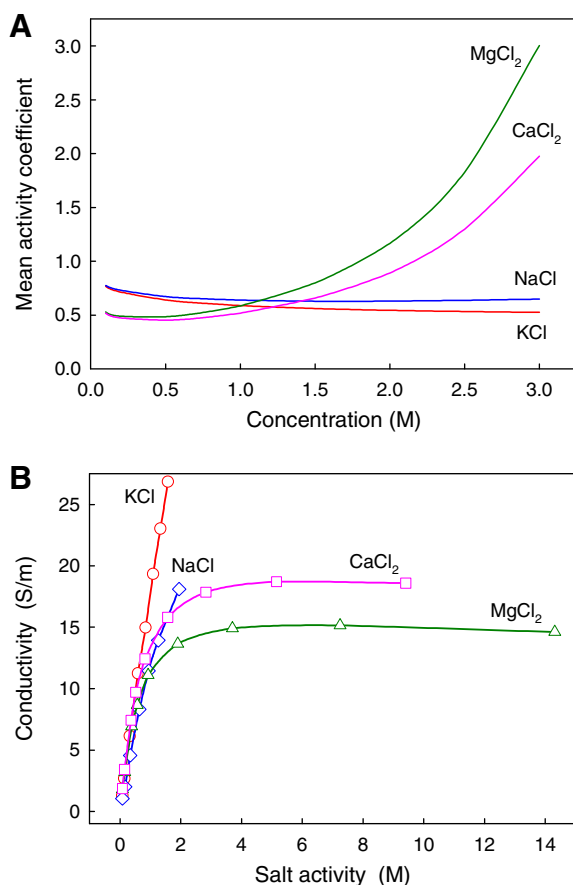 A
3.0
MgCl₂
2.5
CaCl₂
2.0
1.5
1.0
NaCl
0.5
KCl
0.0
0.0 0.5 1.0 1.5 2.0 2.5 3.0
Mean activity coefficient
Concentration (M)
B
KCl
25
NaCl
CaCl₂
20
MgCl₂
15
10
5
0
0 2 4 6 8 10 12 14
Conductivity (S/m)
Salt activity (M)